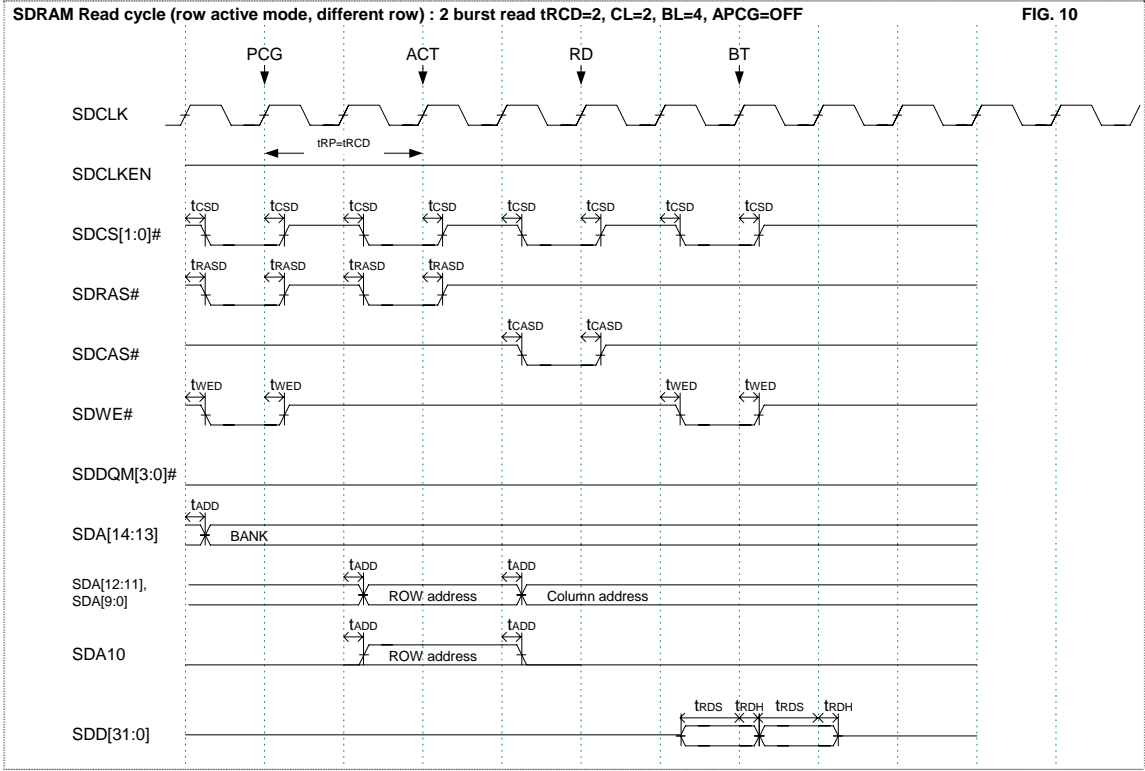 SDRAM Read cycle (row active mode, different row) : 2 burst read tRCD=2, CL=2, BL=4, APCG=OFF FIG. 10
PCG ACT RD BT
SDCLK
tRP=tRCD
SDCLKEN
tCSD tCSD tCSD tCSD tCSD tCSD tCSD tCSD
SDCS[1:0]#
tRASD tRASD tRASD tRASD
SDRAS#
tCASD tCASD
SDCAS#
tWED tWED tWED tWED
SDWE#
SDDQM[3:0]#
tADD
SDA[14:13] BANK
tADD tADD
SDA[12:11],
SDA[9:0]
ROW address Column address
tADD tADD
SDA10 ROW address
tRDS tRDH tRDS tRDH
SDD[31:0]